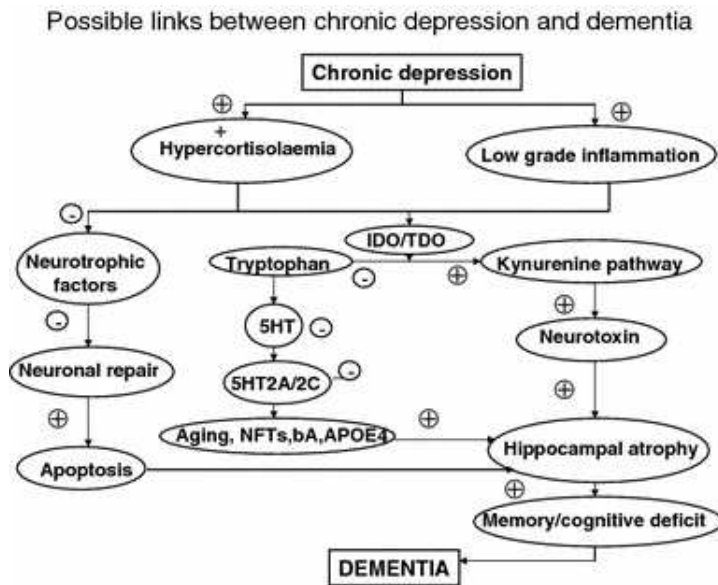 Possible links between chronic depression and dementia
Chronic depression
+
+
+
Hypercortisolaemia
Low grade inflammation
-
IDO/TDO
Neurotrophic
factors
Tryptophan
-
+
Kynurenine pathway
+
-
5HT
-
Neurotoxin
Neuronal repair
5HT2A/2C
-
+
+
Aging, NFTs,bA,APOE4
+
Hippocampal atrophy
Apoptosis
+
Memory/cognitive deficit
DEMENTIA